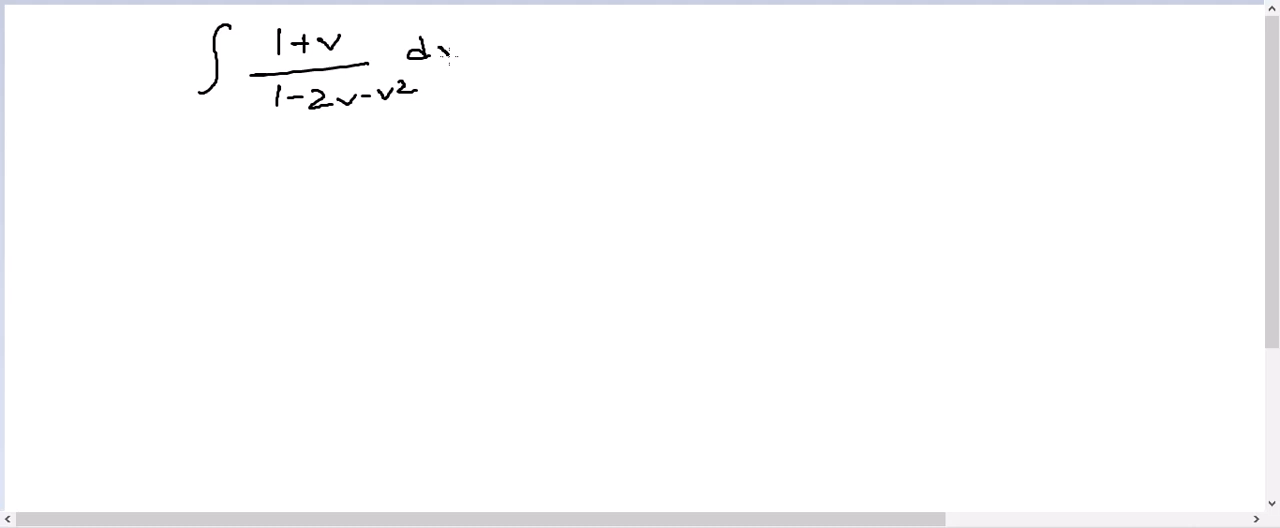 ∫ (1+v)/(1-2v-v²) dv